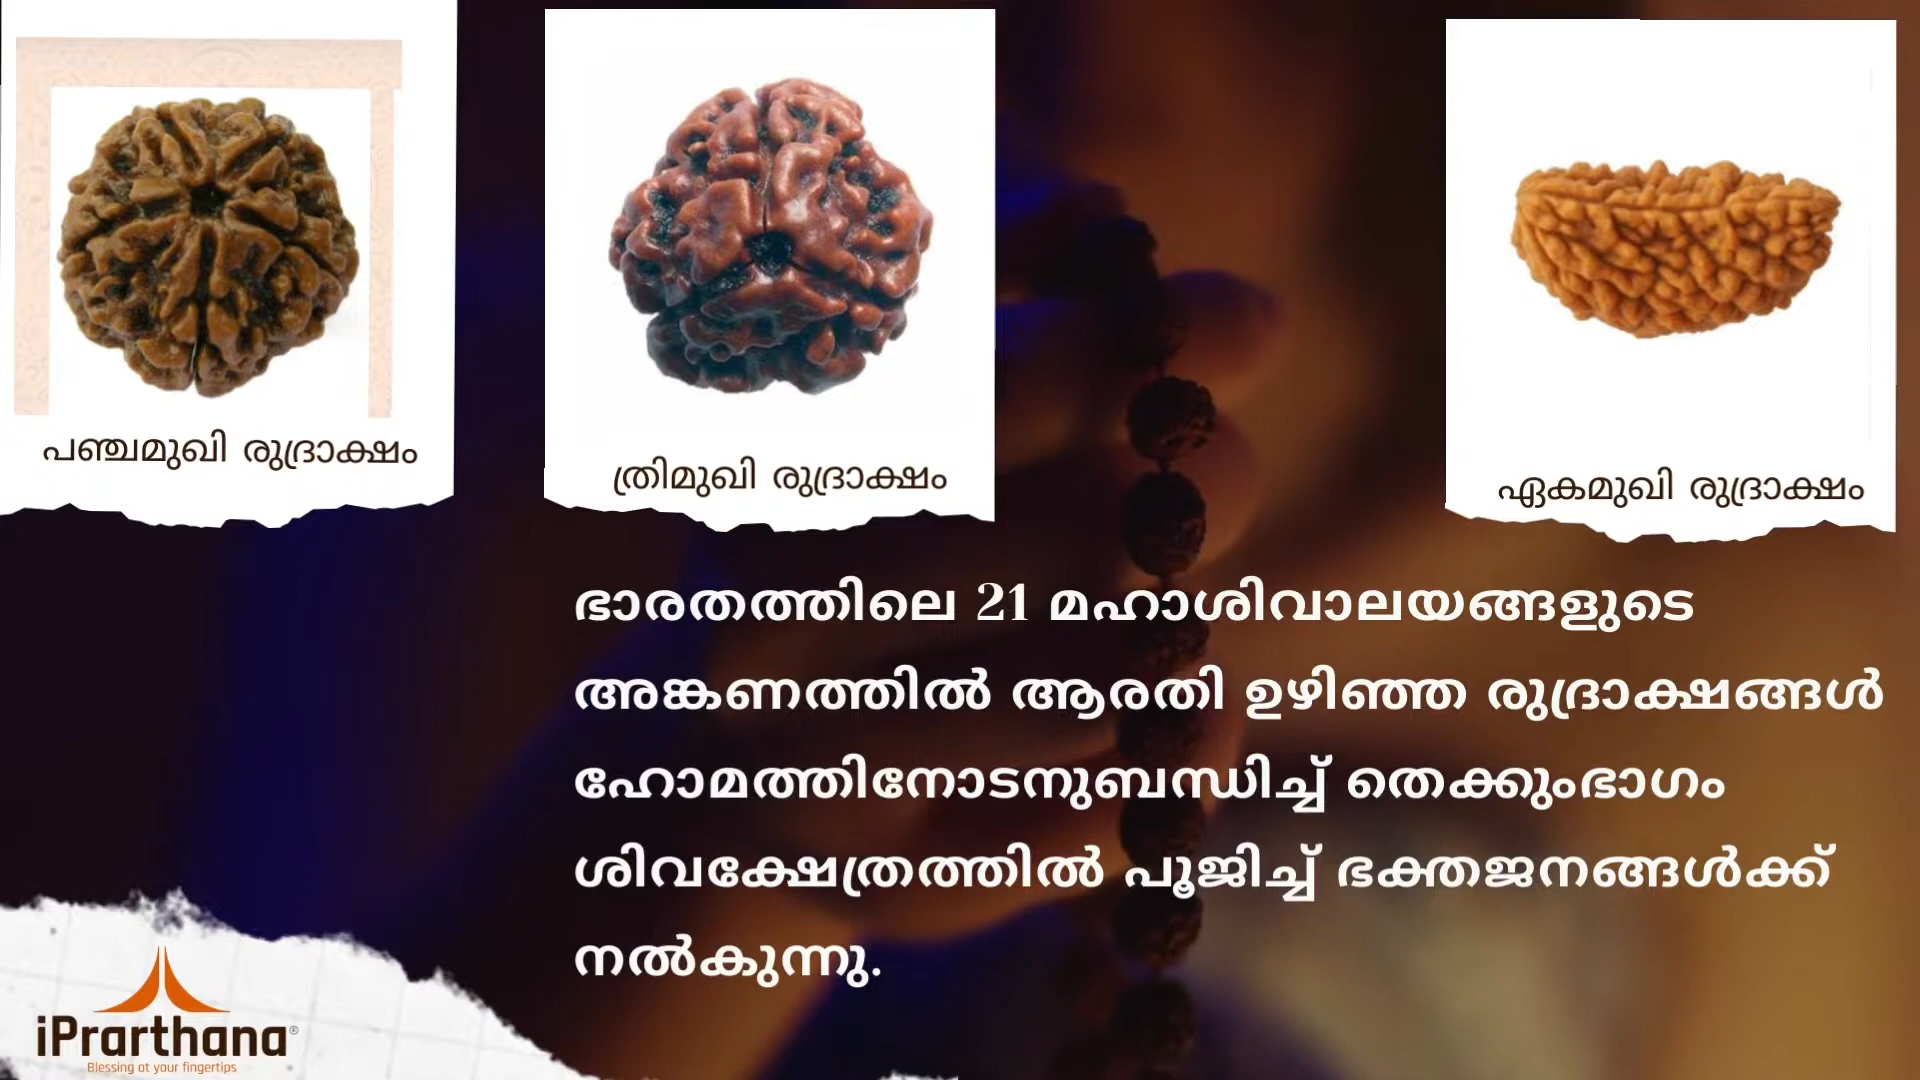 പഞ്ചമുഖി രുദ്രാക്ഷം
ത്രിമുഖി രുദ്രാക്ഷം
ഏകമുഖി രുദ്രാക്ഷം
ഭാരതത്തിലെ 21 മഹാശിവാലയങ്ങളുടെ
അങ്കണത്തിൽ ആരതി ഉഴിഞ്ഞ രുദ്രാക്ഷങ്ങൾ
ഹോമത്തിനോടനുബന്ധിച്ച് തെക്കുംഭാഗം
ശിവക്ഷേത്രത്തിൽ പൂജിച്ച് ഭക്തജനങ്ങൾക്ക്
നൽകുന്നു.
iPrarthana®
Blessing at your fingertips